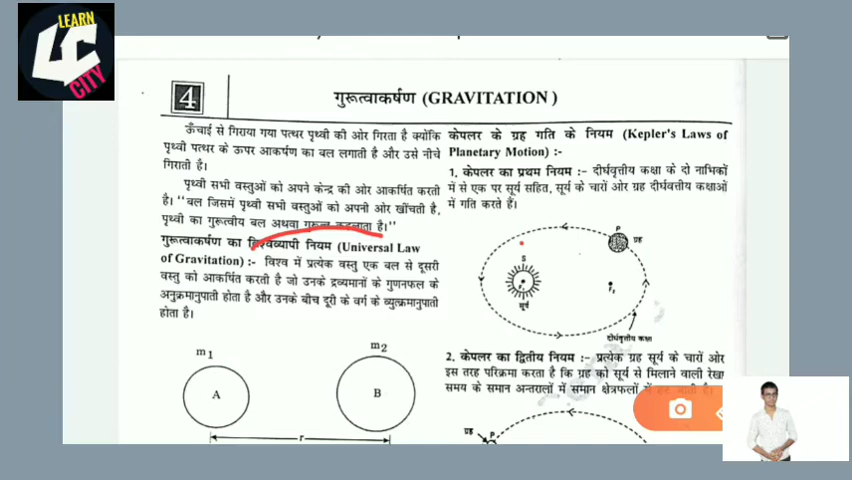 LEARN
LC
CITY
4
गुरूत्वाकर्षण (GRAVITATION)
ऊँचाई से गिराया गया पत्थर पृथ्वी की ओर गिरता है क्योंकि
पृथ्वी पत्थर के ऊपर आकर्षण का बल लगाती है और उसे नीचे
गिराती है।
पृथ्वी सभी वस्तुओं को अपने केन्द्र की ओर आकर्षित करती
है। "बल जिसमें पृथ्वी सभी वस्तुओं को अपनी ओर खींचती है,
पृथ्वी का गुरूत्वीय बल अथवा गुरूत्व कहलाता है।"
गुरूत्वाकर्षण का विश्वव्यापी नियम (Universal Law
of Gravitation) :- विश्व में प्रत्येक वस्तु एक बल से दूसरी
वस्तु को आकर्षित करती है जो उनके द्रव्यमानों के गुणनफल के
अनुक्रमानुपाती होता है और उनके बीच दूरी के वर्ग के व्युत्क्रमानुपाती
होता है।
m1
m2
A
B
r
केपलर के ग्रह गति के नियम (Kepler's Laws of
Planetary Motion) :-
1. केपलर का प्रथम नियम :- दीर्घवृत्तीय कक्षा के दो नाभिकों
में से एक पर सूर्य सहित, सूर्य के चारों ओर ग्रह दीर्घवत्तीय कक्षाओं
में गति करते हैं।
P
ग्रह
S
सूर्य
दीर्घवृत्तीय कक्षा
2. केपलर का द्वितीय नियम :- प्रत्येक ग्रह सूर्य के चारों ओर
इस तरह परिक्रमा करता है कि ग्रह को सूर्य से मिलाने वाली रेखा
समय के समान अन्तरालों में समान क्षेत्रफलों
ग्रह
P